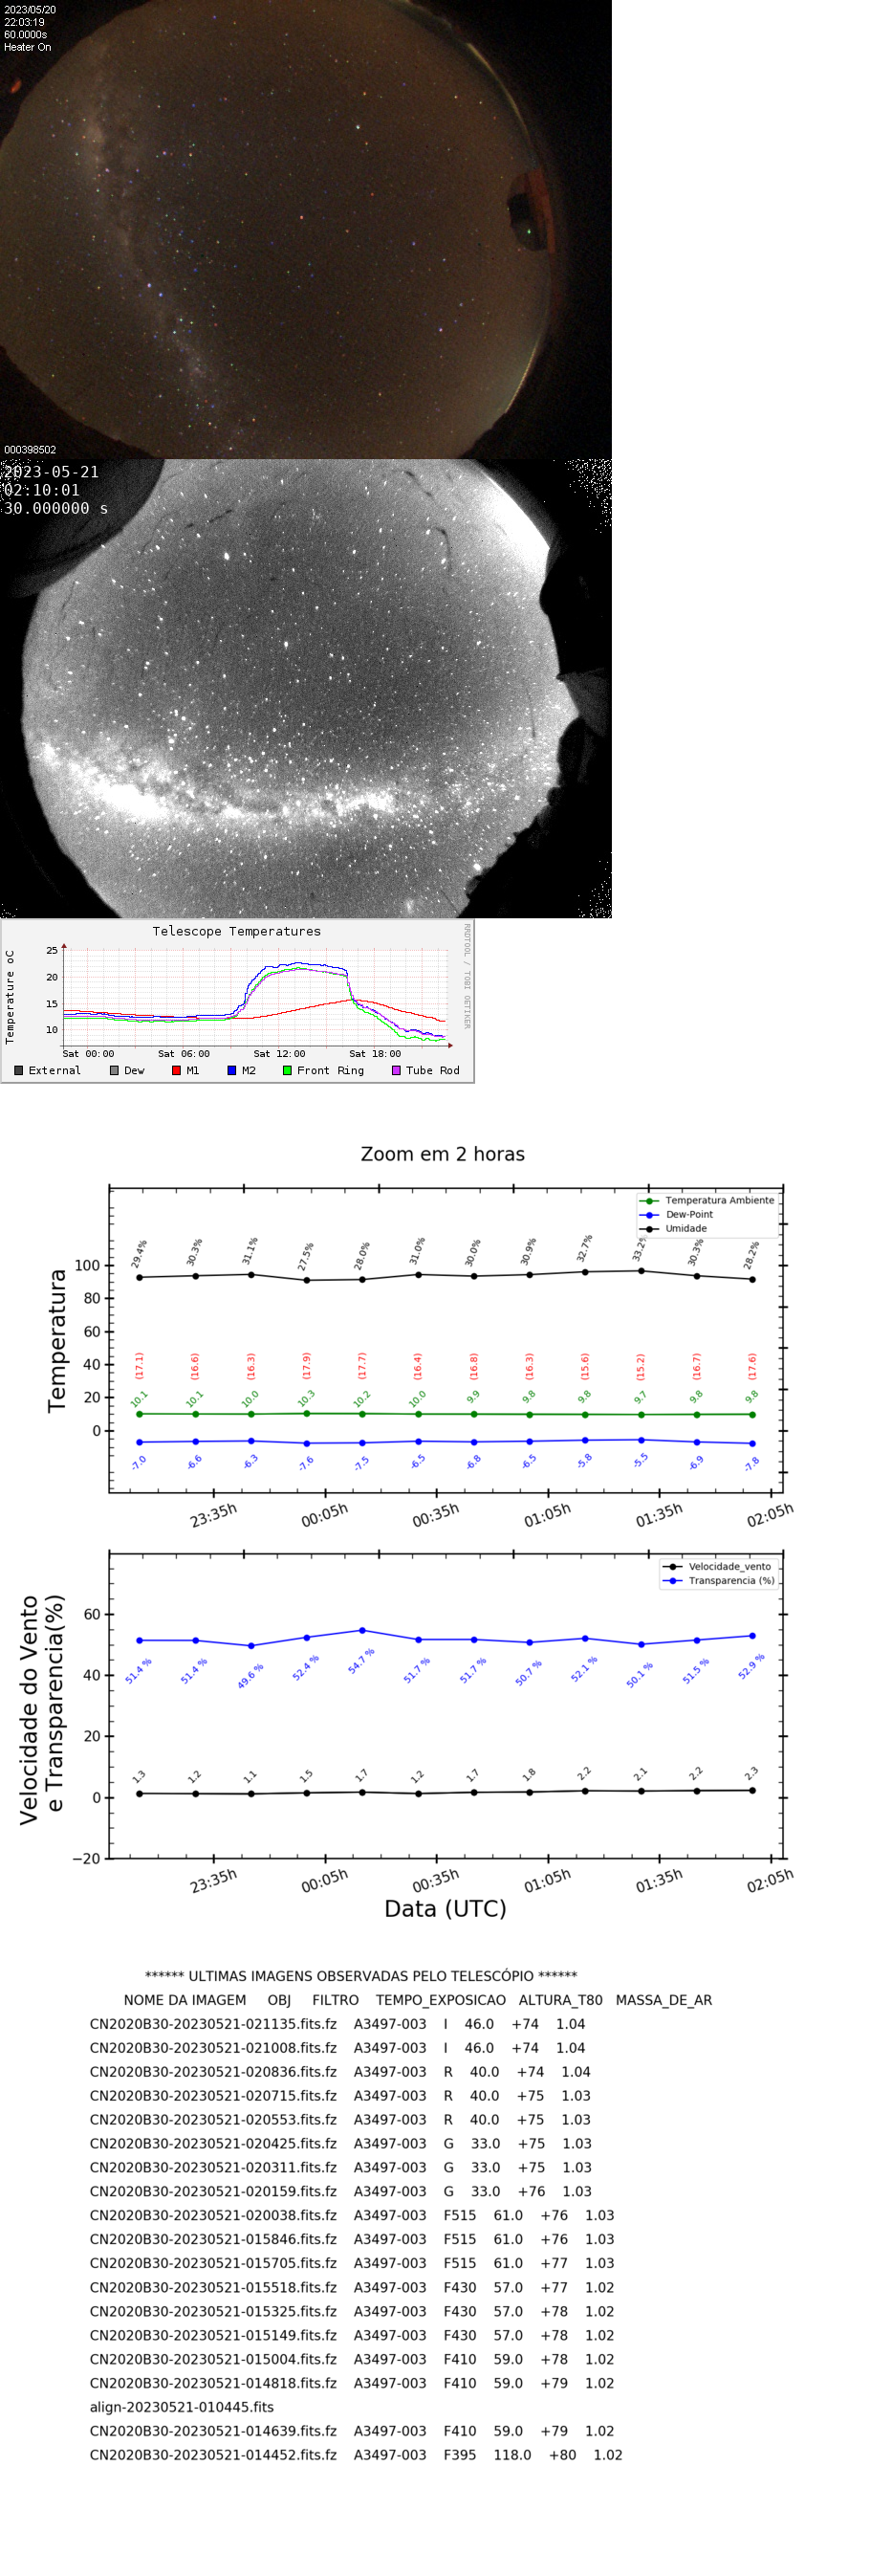 2023/05/20
22:03:19
60.0000s
Heater On
000398502
2023-05-21
02:10:01
30.000000 s
Telescope Temperatures
RRDTOOL / TOBI OETIKER
Temperature oC
25
20
15
10
Sat 00:00 Sat 06:00 Sat 12:00 Sat 18:00
External Dew M1 M2 Front Ring Tube Rod
Zoom em 2 horas
Temperatura Ambiente
Dew-Point
Umidade
Temperatura
100
80
60
40
20
0
29.4% 30.3% 31.1% 27.5% 28.0% 31.0% 30.0% 30.9% 32.7% 33.2% 30.3% 28.2%
(17.1) (16.6) (16.3) (17.9) (17.7) (16.4) (16.8) (16.3) (15.6) (15.2) (16.7) (17.6)
10.1 10.1 10.0 10.3 10.2 10.0 9.9 9.8 9.8 9.7 9.8 9.8
-7.0 -6.6 -6.3 -7.6 -7.5 -6.5 -6.8 -6.5 -5.8 -5.5 -6.9 -7.8
23:35h 00:05h 00:35h 01:05h 01:35h 02:05h
Velocidade_vento
Transparencia (%)
Velocidade do Vento
e Transparencia(%)
60
40
20
0
−20
51.4 % 51.4 % 49.6 % 52.4 % 54.7 % 51.7 % 51.7 % 50.7 % 52.1 % 50.1 % 51.5 % 52.9 %
1.3 1.2 1.1 1.5 1.7 1.2 1.7 1.8 2.2 2.1 2.2 2.3
23:35h 00:05h 00:35h 01:05h 01:35h 02:05h
Data (UTC)
****** ULTIMAS IMAGENS OBSERVADAS PELO TELESCÓPIO ******
NOME DA IMAGEM OBJ FILTRO TEMPO_EXPOSICAO ALTURA_T80 MASSA_DE_AR
CN2020B30-20230521-021135.fits.fz A3497-003 I 46.0 +74 1.04
CN2020B30-20230521-021008.fits.fz A3497-003 I 46.0 +74 1.04
CN2020B30-20230521-020836.fits.fz A3497-003 R 40.0 +74 1.04
CN2020B30-20230521-020715.fits.fz A3497-003 R 40.0 +75 1.03
CN2020B30-20230521-020553.fits.fz A3497-003 R 40.0 +75 1.03
CN2020B30-20230521-020425.fits.fz A3497-003 G 33.0 +75 1.03
CN2020B30-20230521-020311.fits.fz A3497-003 G 33.0 +75 1.03
CN2020B30-20230521-020159.fits.fz A3497-003 G 33.0 +76 1.03
CN2020B30-20230521-020038.fits.fz A3497-003 F515 61.0 +76 1.03
CN2020B30-20230521-015846.fits.fz A3497-003 F515 61.0 +76 1.03
CN2020B30-20230521-015705.fits.fz A3497-003 F515 61.0 +77 1.03
CN2020B30-20230521-015518.fits.fz A3497-003 F430 57.0 +77 1.02
CN2020B30-20230521-015325.fits.fz A3497-003 F430 57.0 +78 1.02
CN2020B30-20230521-015149.fits.fz A3497-003 F430 57.0 +78 1.02
CN2020B30-20230521-015004.fits.fz A3497-003 F410 59.0 +78 1.02
CN2020B30-20230521-014818.fits.fz A3497-003 F410 59.0 +79 1.02
align-20230521-010445.fits
CN2020B30-20230521-014639.fits.fz A3497-003 F410 59.0 +79 1.02
CN2020B30-20230521-014452.fits.fz A3497-003 F395 118.0 +80 1.02